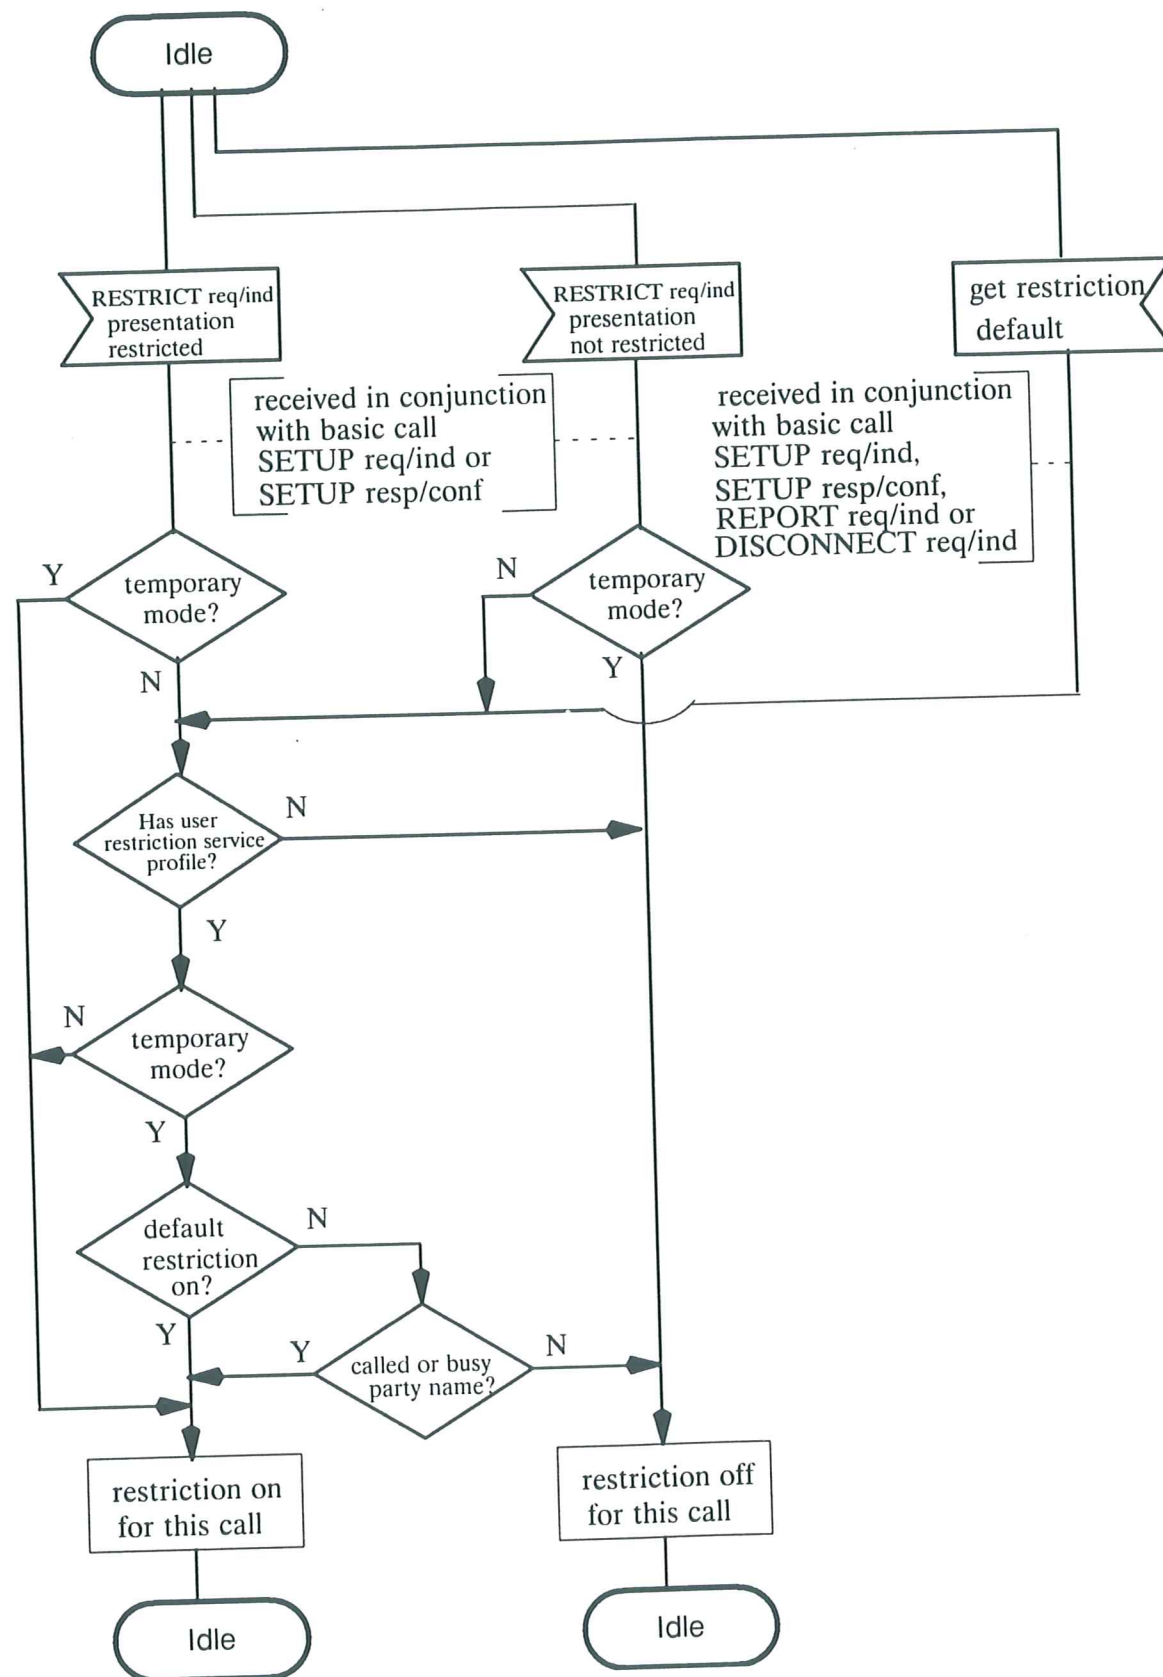 Idle
RESTRICT req/ind
presentation
restricted
RESTRICT req/ind
presentation
not restricted
get restriction
default
received in conjunction
with basic call
SETUP req/ind or
SETUP resp/conf
received in conjunction
with basic call
SETUP req/ind,
SETUP resp/conf,
REPORT req/ind or
DISCONNECT req/ind
Y
temporary
mode?
N
N
temporary
mode?
Y
Has user
restriction service
profile?
N
Y
N
temporary
mode?
Y
default
restriction
on?
N
Y
Y
called or busy
party name?
N
restriction on
for this call
restriction off
for this call
Idle
Idle